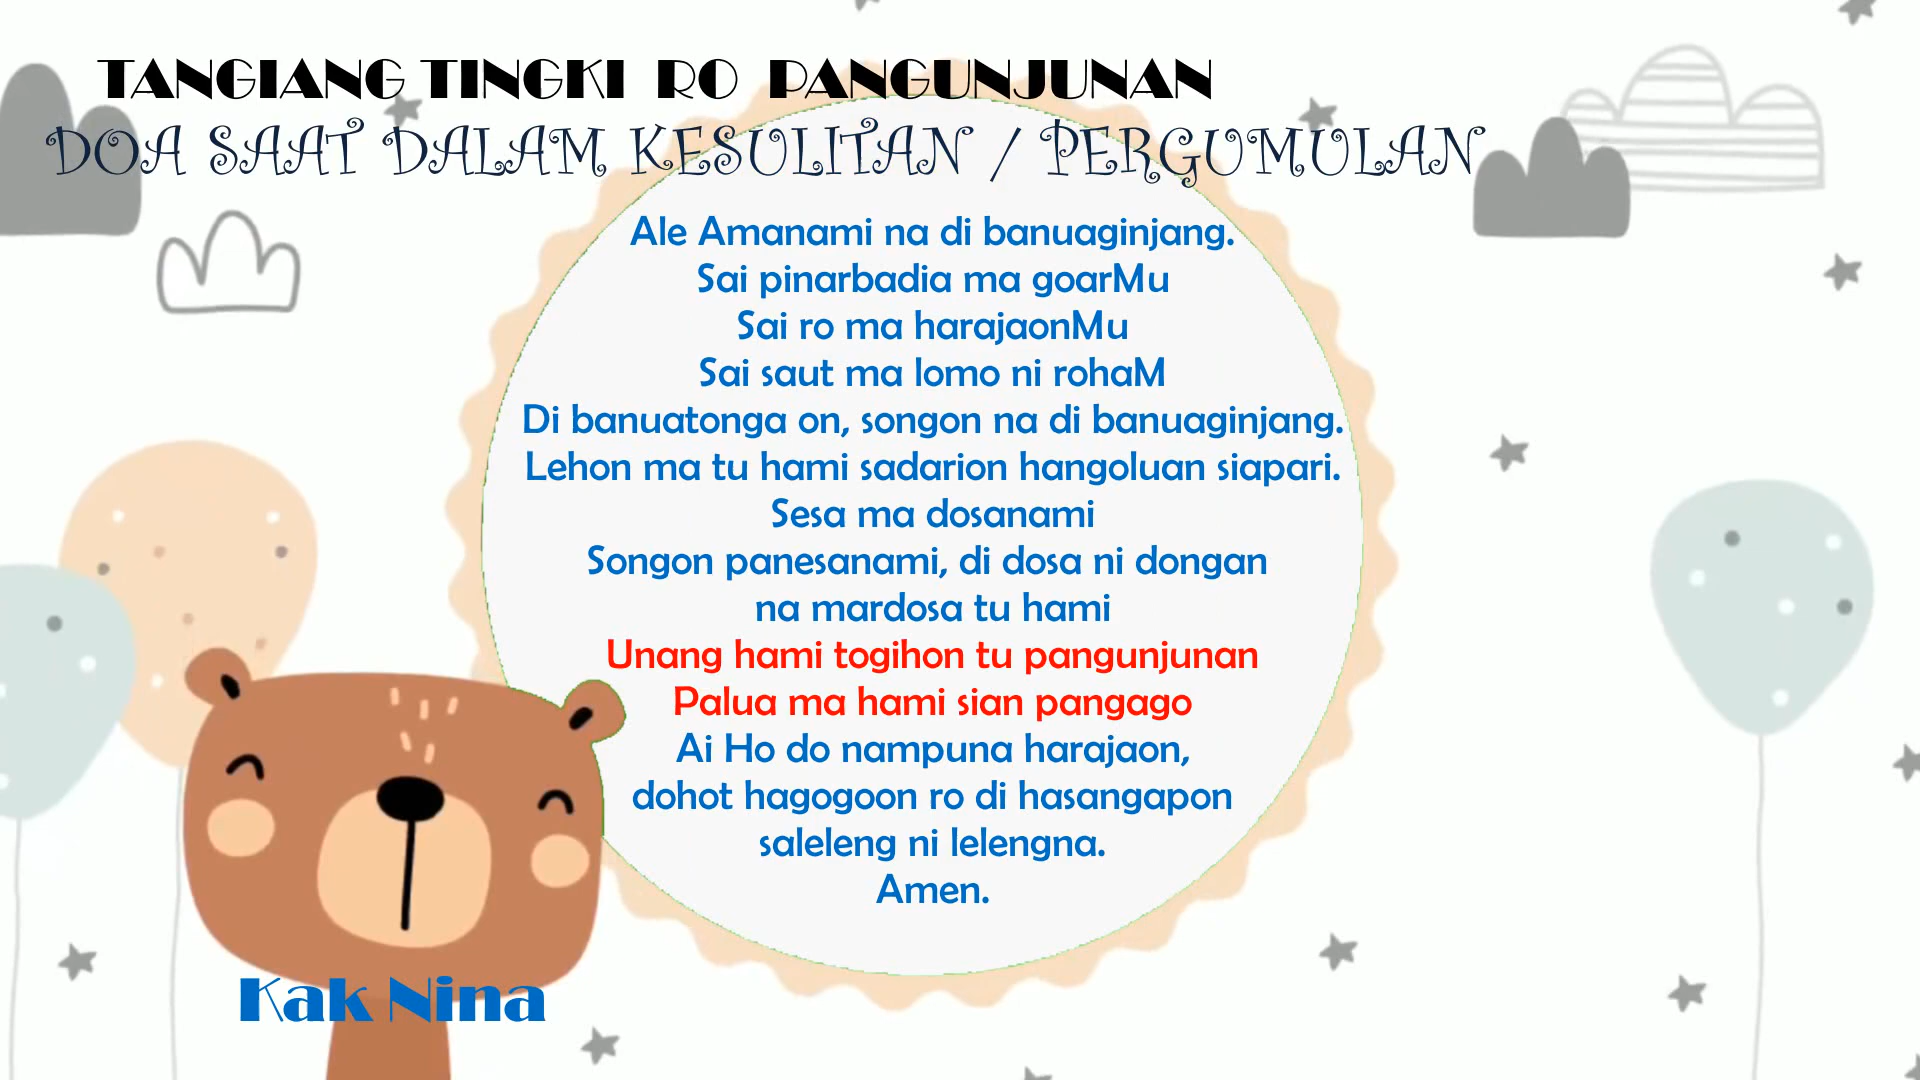 TANGIANG TINGKI RO PANGUNJUNAN
DOA SAAT DALAM KESULITAN / PERGUMULAN
Ale Amanami na di banuaginjang.
Sai pinarbadia ma goarMu
Sai ro ma harajaonMu
Sai saut ma lomo ni rohaM
Di banuatonga on, songon na di banuaginjang.
Lehon ma tu hami sadarion hangoluan siapari.
Sesa ma dosanami
Songon panesanami, di dosa ni dongan
na mardosa tu hami
Unang hami togihon tu pangunjunan
Palua ma hami sian pangago
Ai Ho do nampuna harajaon,
dohot hagogoon ro di hasangapon
saleleng ni lelengna.
Amen.
Kak Nina